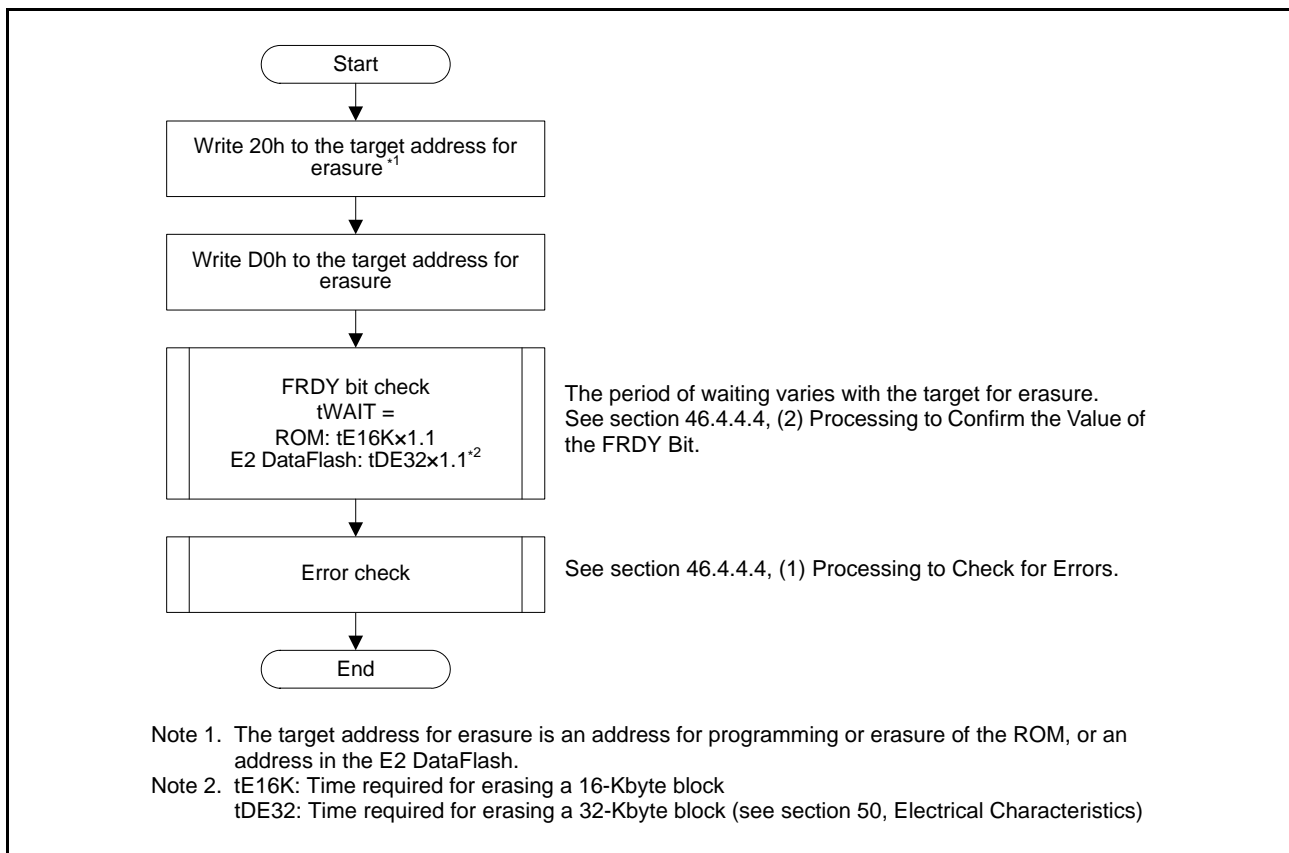 Start
Write 20h to the target address for
erasure *1
Write D0h to the target address for
erasure
FRDY bit check
tWAIT =
ROM: tE16K×1.1
E2 DataFlash: tDE32×1.1*2
The period of waiting varies with the target for erasure.
See section 46.4.4.4, (2) Processing to Confirm the Value of
the FRDY Bit.
Error check
See section 46.4.4.4, (1) Processing to Check for Errors.
End
Note 1. The target address for erasure is an address for programming or erasure of the ROM, or an
address in the E2 DataFlash.
Note 2. tE16K: Time required for erasing a 16-Kbyte block
tDE32: Time required for erasing a 32-Kbyte block (see section 50, Electrical Characteristics)